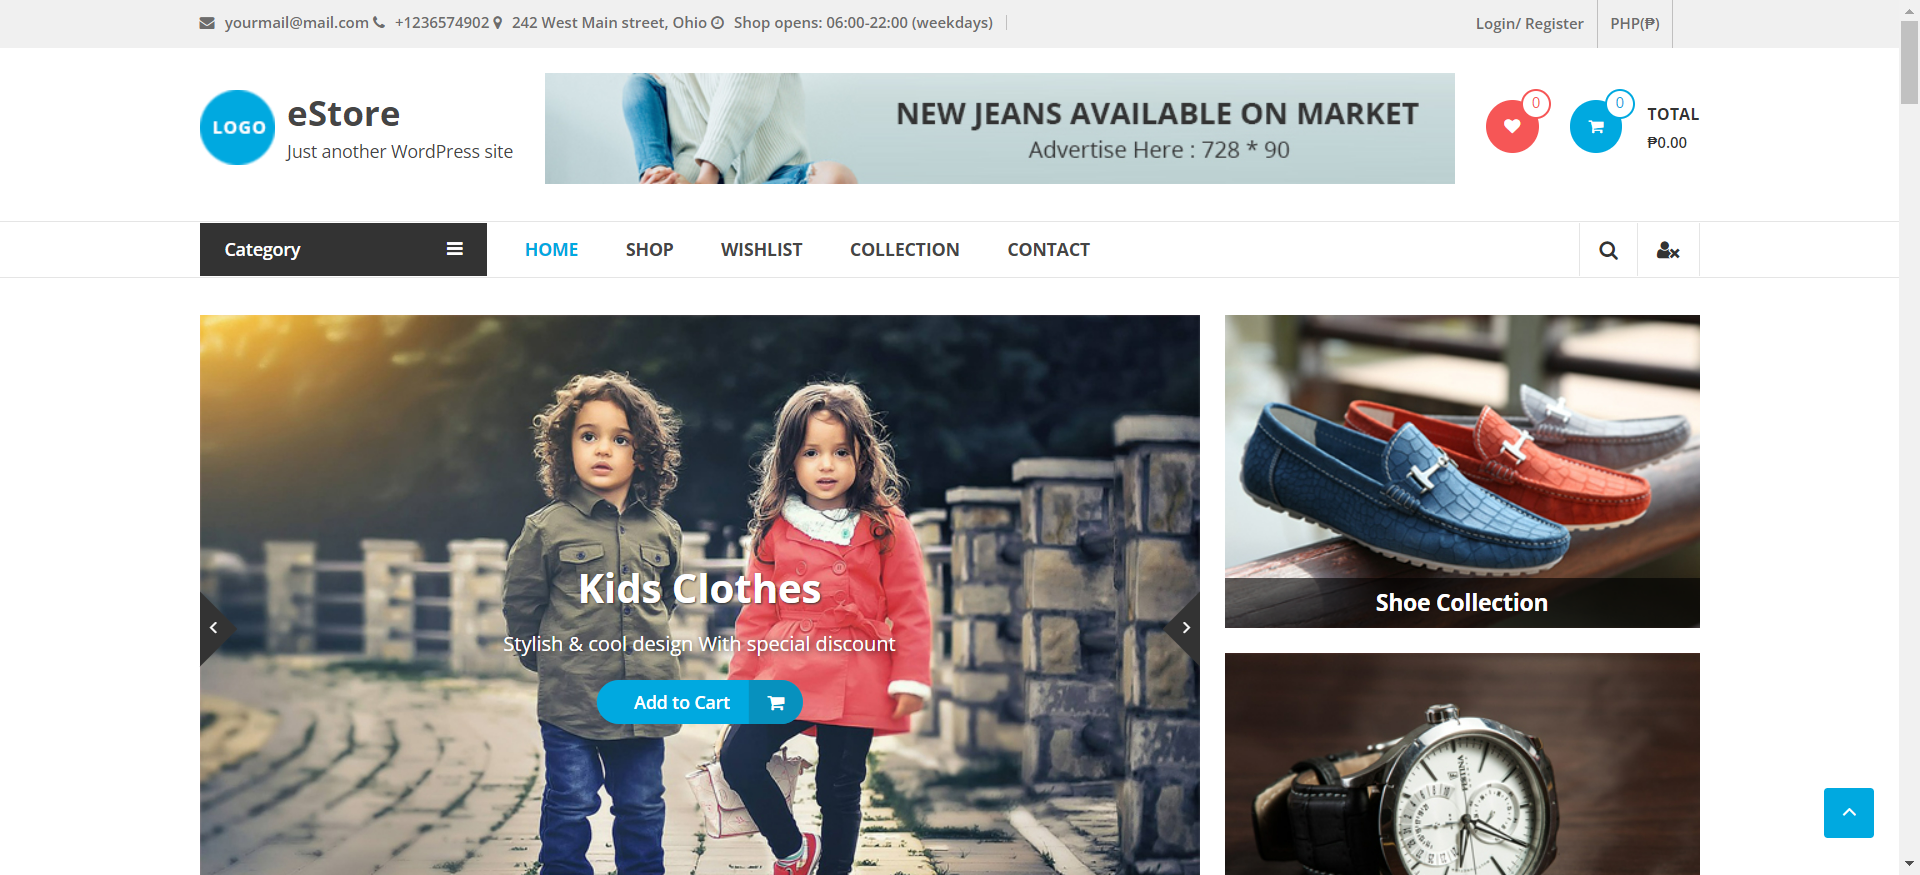 yourmail@mail.com +1236574902 242 West Main street, Ohio Shop opens: 06:00-22:00 (weekdays)
Login/ Register PHP(₱)
LOGO
eStore
Just another WordPress site
NEW JEANS AVAILABLE ON MARKET
Advertise Here : 728 * 90
0
0
TOTAL
₱0.00
Category
HOME SHOP WISHLIST COLLECTION CONTACT
Kids Clothes
Stylish & cool design With special discount
Add to Cart
Shoe Collection